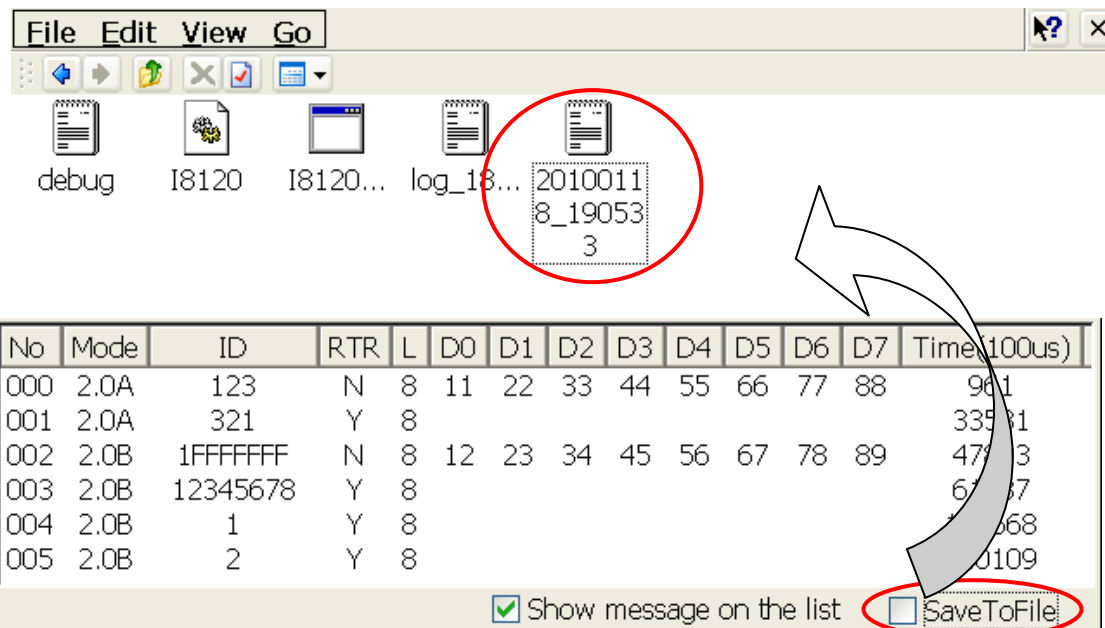 File Edit View Go
debug I8120 I8120... log_18... 2010011
8_19053
3
No Mode ID RTR L D0 D1 D2 D3 D4 D5 D6 D7 Time(100us)
000 2.0A 123 N 8 11 22 33 44 55 66 77 88 961
001 2.0A 321 Y 8
002 2.0B 1FFFFFFF N 8 12 23 34 45 56 67 78 89
003 2.0B 12345678 Y 8
004 2.0B 1 Y 8
005 2.0B 2 Y 8
Show message on the list SaveToFile